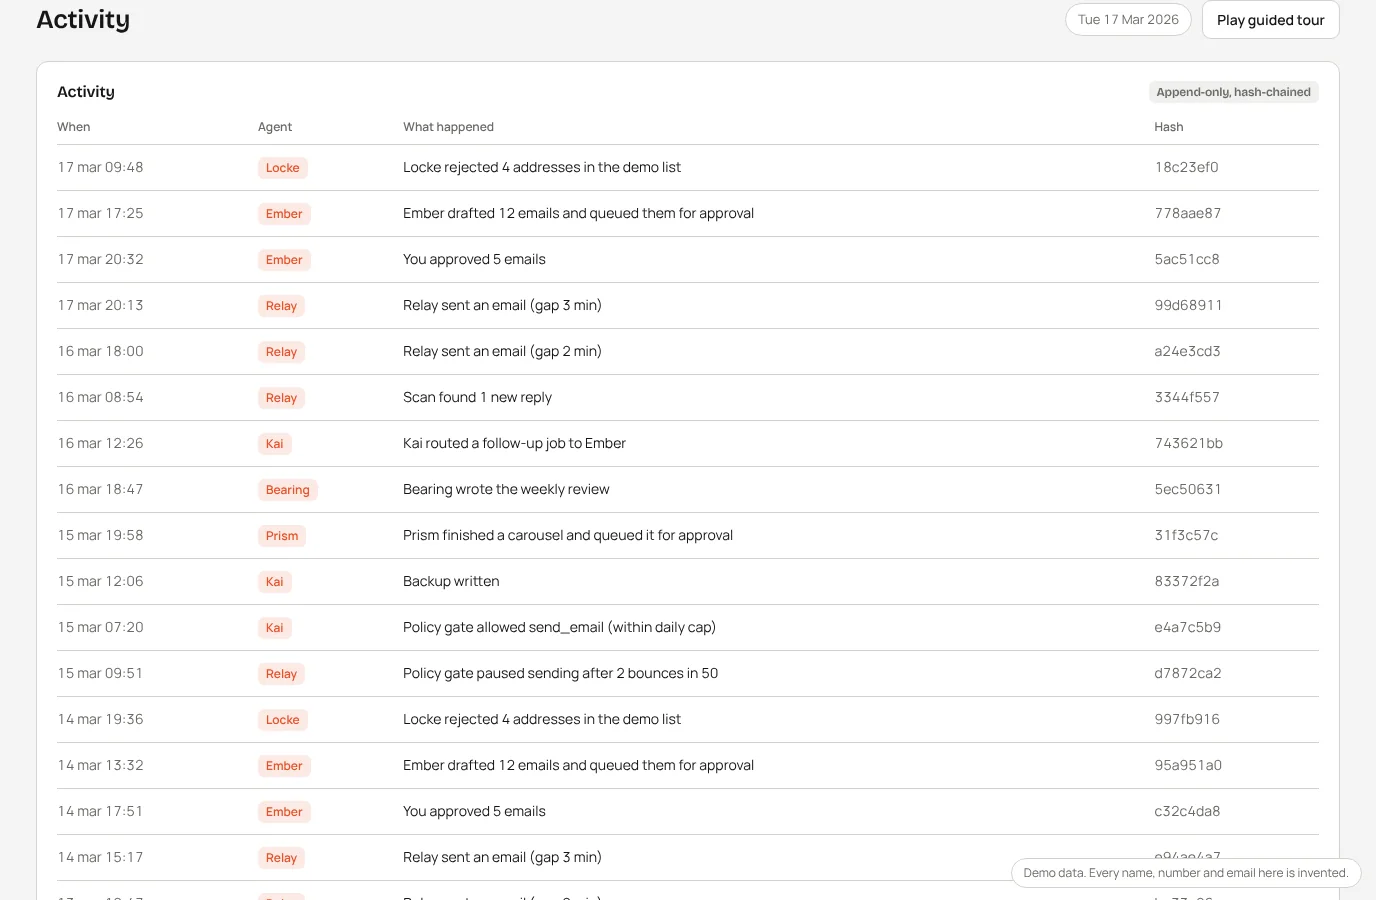 Activity
Tue 17 Mar 2026
Play guided tour
Activity
Append-only, hash-chained
When Agent What happened Hash
17 mar 09:48 Locke Locke rejected 4 addresses in the demo list 18c23ef0
17 mar 17:25 Ember Ember drafted 12 emails and queued them for approval 778aae87
17 mar 20:32 Ember You approved 5 emails 5ac51cc8
17 mar 20:13 Relay Relay sent an email (gap 3 min) 99d68911
16 mar 18:00 Relay Relay sent an email (gap 2 min) a24e3cd3
16 mar 08:54 Relay Scan found 1 new reply 3344f557
16 mar 12:26 Kai Kai routed a follow-up job to Ember 743621bb
16 mar 18:47 Bearing Bearing wrote the weekly review 5ec50631
15 mar 19:58 Prism Prism finished a carousel and queued it for approval 31f3c57c
15 mar 12:06 Kai Backup written 83372f2a
15 mar 07:20 Kai Policy gate allowed send_email (within daily cap) e4a7c5b9
15 mar 09:51 Relay Policy gate paused sending after 2 bounces in 50 d7872ca2
14 mar 19:36 Locke Locke rejected 4 addresses in the demo list 997fb916
14 mar 13:32 Ember Ember drafted 12 emails and queued them for approval 95a951a0
14 mar 17:51 Ember You approved 5 emails c32c4da8
14 mar 15:17 Relay Relay sent an email (gap 3 min)
Demo data. Every name, number and email here is invented.